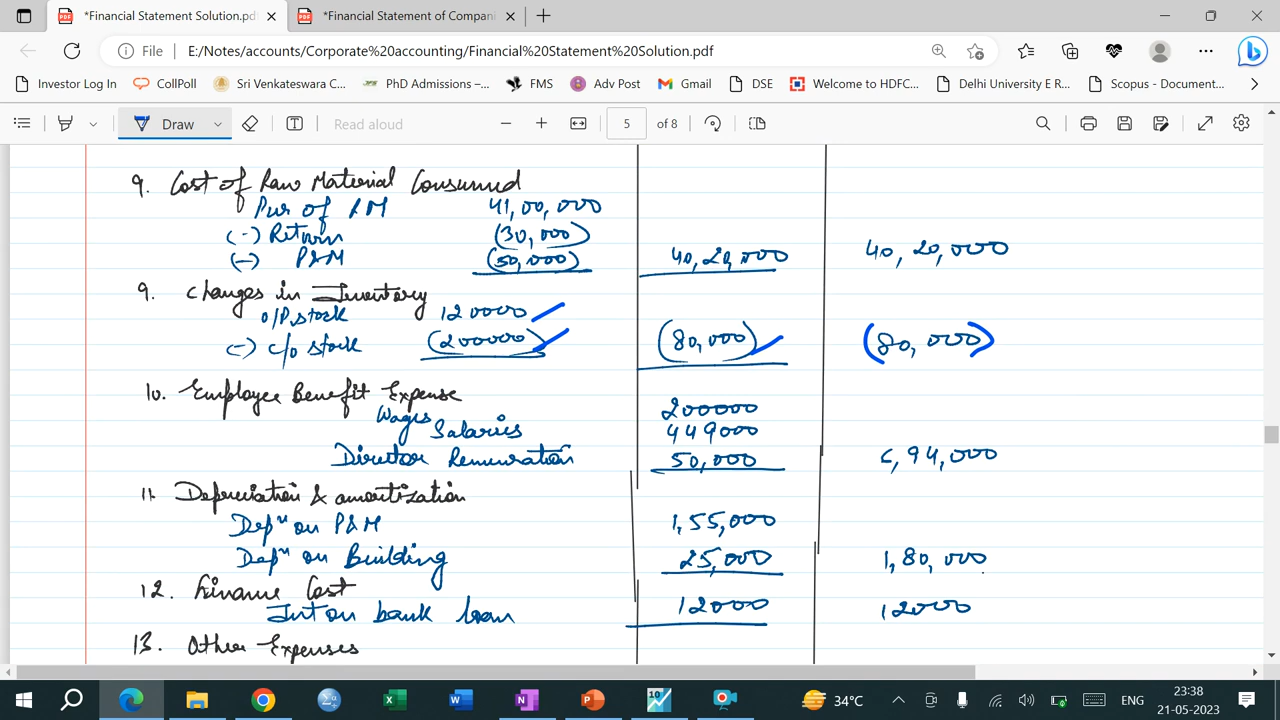 *Financial Statement Solution.pdf
*Financial Statement of Compani
File E:/Notes/accounts/Corporate%20accounting/Financial%20Statement%20Solution.pdf
Investor Log In CollPoll Sri Venkateswara C... PhD Admissions –... FMS Adv Post Gmail DSE Welcome to HDFC... Delhi University E R... Scopus - Document...
Draw Read aloud 5 of 8
9. Cost of Raw Material Consumed
Pur of RM 41,00,000
(-) Return (30,000)
(-) P&M (50,000) 40,20,000 40,20,000
9. Changes in Inventory
O/P. stock 120000
(-) c/o stock (200000) (80,000) (80,000)
10. Employee Benefit Expense
Wages 200000
Salaries 449000
Director Remuration 50,000 6,94,000
11. Depreciation & amortization
Depn on P&M 1,55,000
Depn on Building 25,000 1,80,000
12. Finance Cost
Int on bank loan 12000 12000
13. Other Expenses
34°C ENG 23:38
21-05-2023